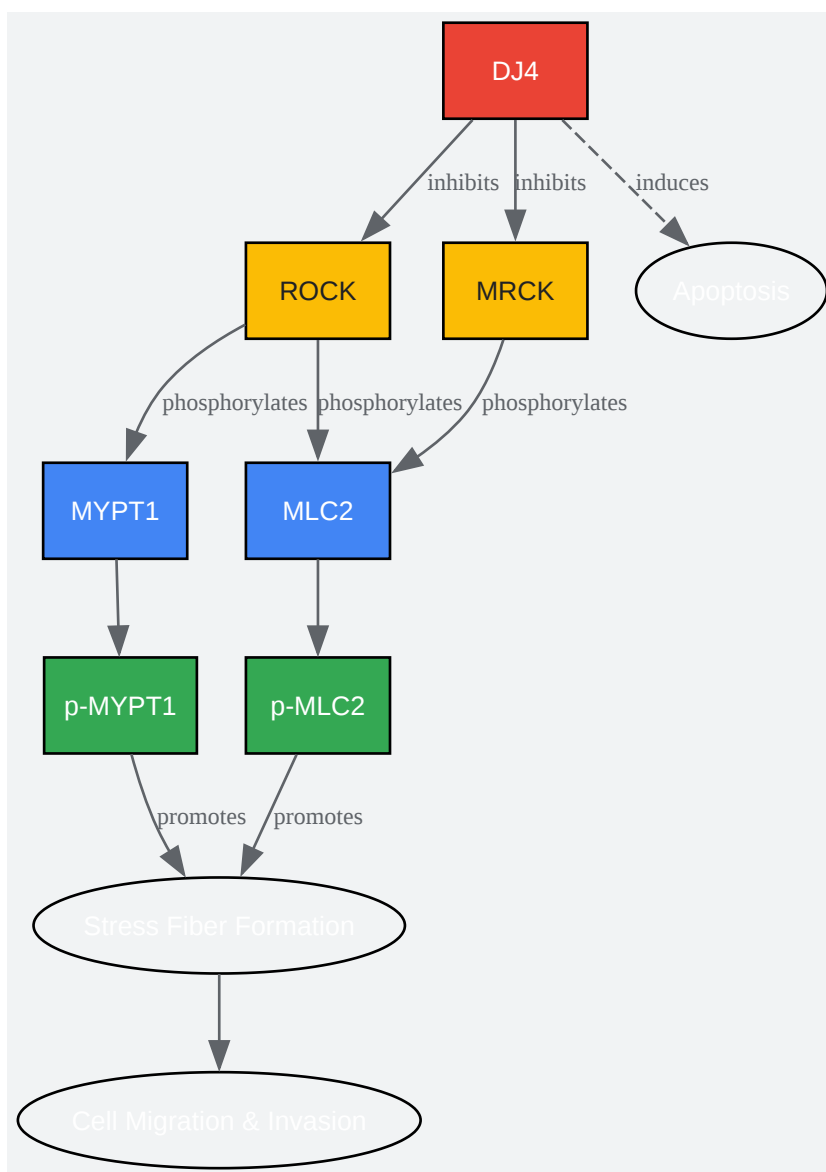 DJ4
inhibits
inhibits
induces
ROCK
MRCK
Apoptosis
phosphorylates
phosphorylates
phosphorylates
MYPT1
MLC2
p-MYPT1
p-MLC2
promotes
promotes
Stress Fiber Formation
Cell Migration & Invasion